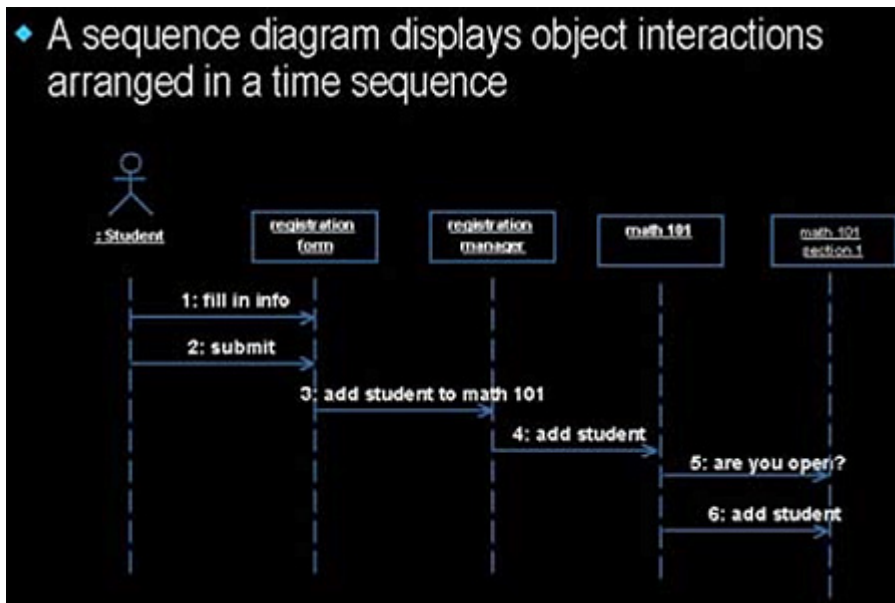 A sequence diagram displays object interactions
arranged in a time sequence
: Student
registration
form
registration
manager
math 101
math 101
section 1
1: fill in info
2: submit
3: add student to math 101
4: add student
5: are you open?
6: add student